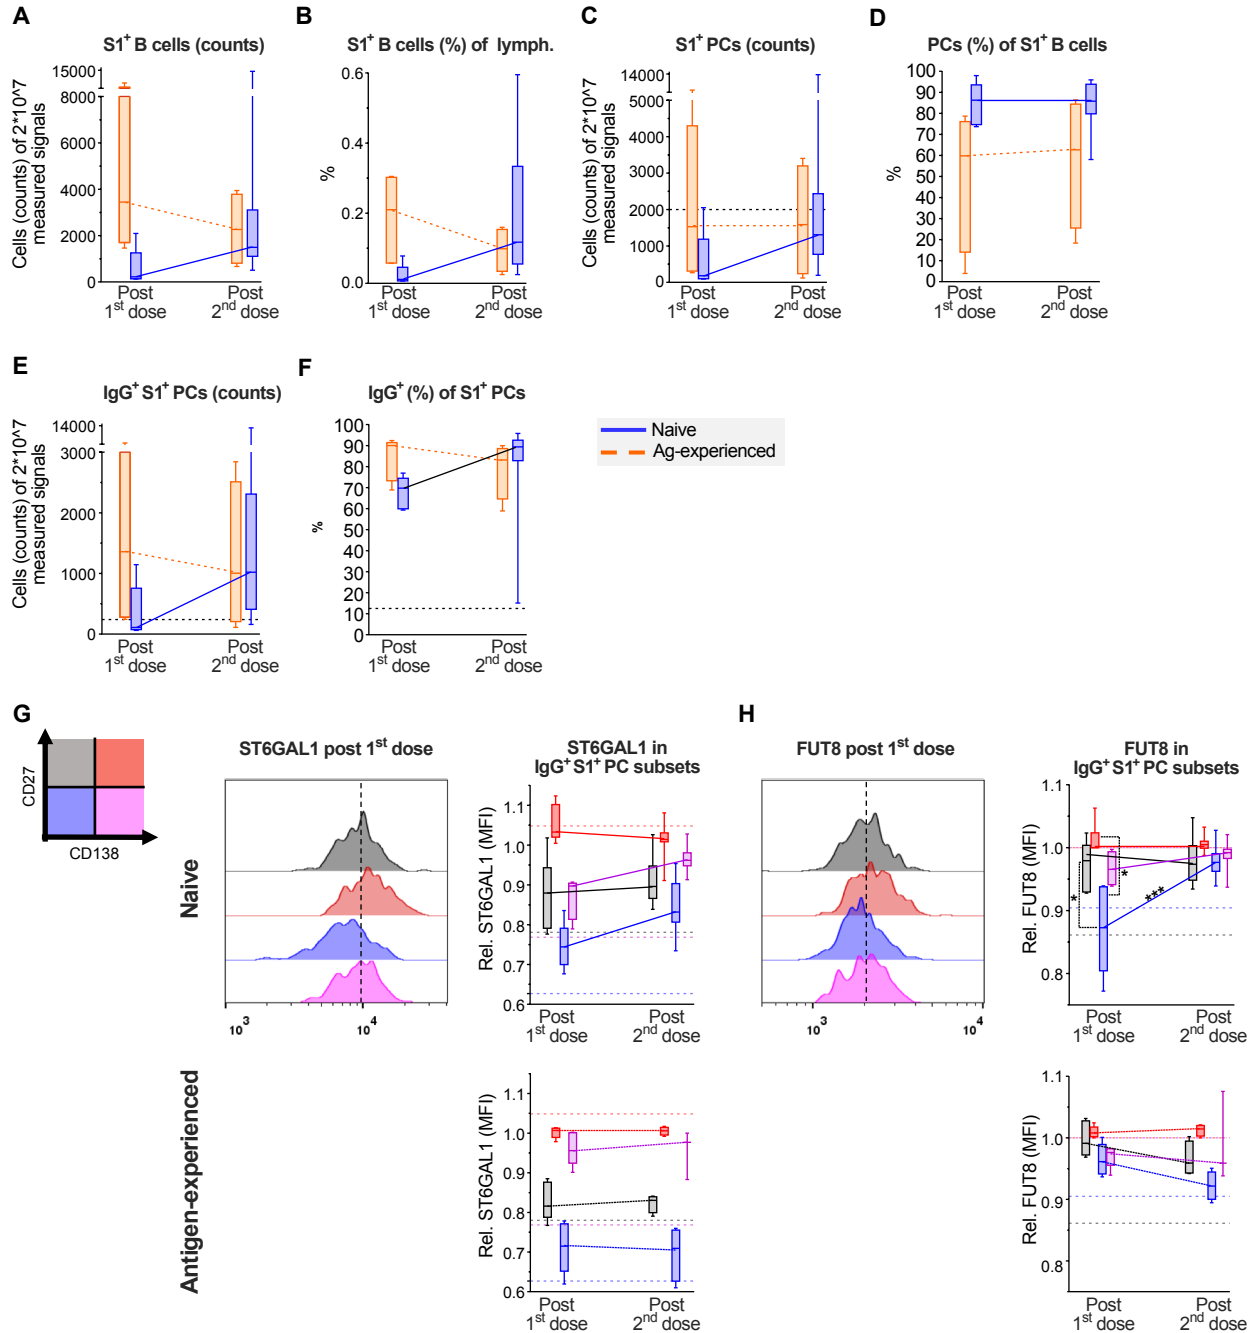 A
S1+ B cells (counts)
Cells (counts) of 2*10^7
measured signals
15000
8000
6000
4000
2000
0
Post
1st dose
Post
2nd dose
B
S1+ B cells (%) of lymph.
%
0.6
0.4
0.2
0.0
Post
1st dose
Post
2nd dose
C
S1+ PCs (counts)
Cells (counts) of 2*10^7
measured signals
14000
5000
4000
3000
2000
1000
0
Post
1st dose
Post
2nd dose
D
PCs (%) of S1+ B cells
%
100
90
80
70
60
50
40
30
20
10
0
Post
1st dose
Post
2nd dose
E
IgG+ S1+ PCs (counts)
Cells (counts) of 2*10^7
measured signals
14000
3000
2000
1000
0
Post
1st dose
Post
2nd dose
F
IgG+ (%) of S1+ PCs
%
100
90
80
70
60
50
40
30
20
10
0
Post
1st dose
Post
2nd dose
Naive
Ag-experienced
G
CD27
CD138
Naive
ST6GAL1 post 1st dose
10^3
10^4
ST6GAL1 in
IgG+ S1+ PC subsets
Rel. ST6GAL1 (MFI)
1.1
1.0
0.9
0.8
0.7
0.6
Post
1st dose
Post
2nd dose
H
FUT8 post 1st dose
10^3
10^4
FUT8 in
IgG+ S1+ PC subsets
Rel. FUT8 (MFI)
1.1
1.0
0.9
0.8
*
*
***
Post
1st dose
Post
2nd dose
Antigen-experienced
Rel. ST6GAL1 (MFI)
1.1
1.0
0.9
0.8
0.7
0.6
Post
1st dose
Post
2nd dose
Rel. FUT8 (MFI)
1.1
1.0
0.9
0.8
Post
1st dose
Post
2nd dose